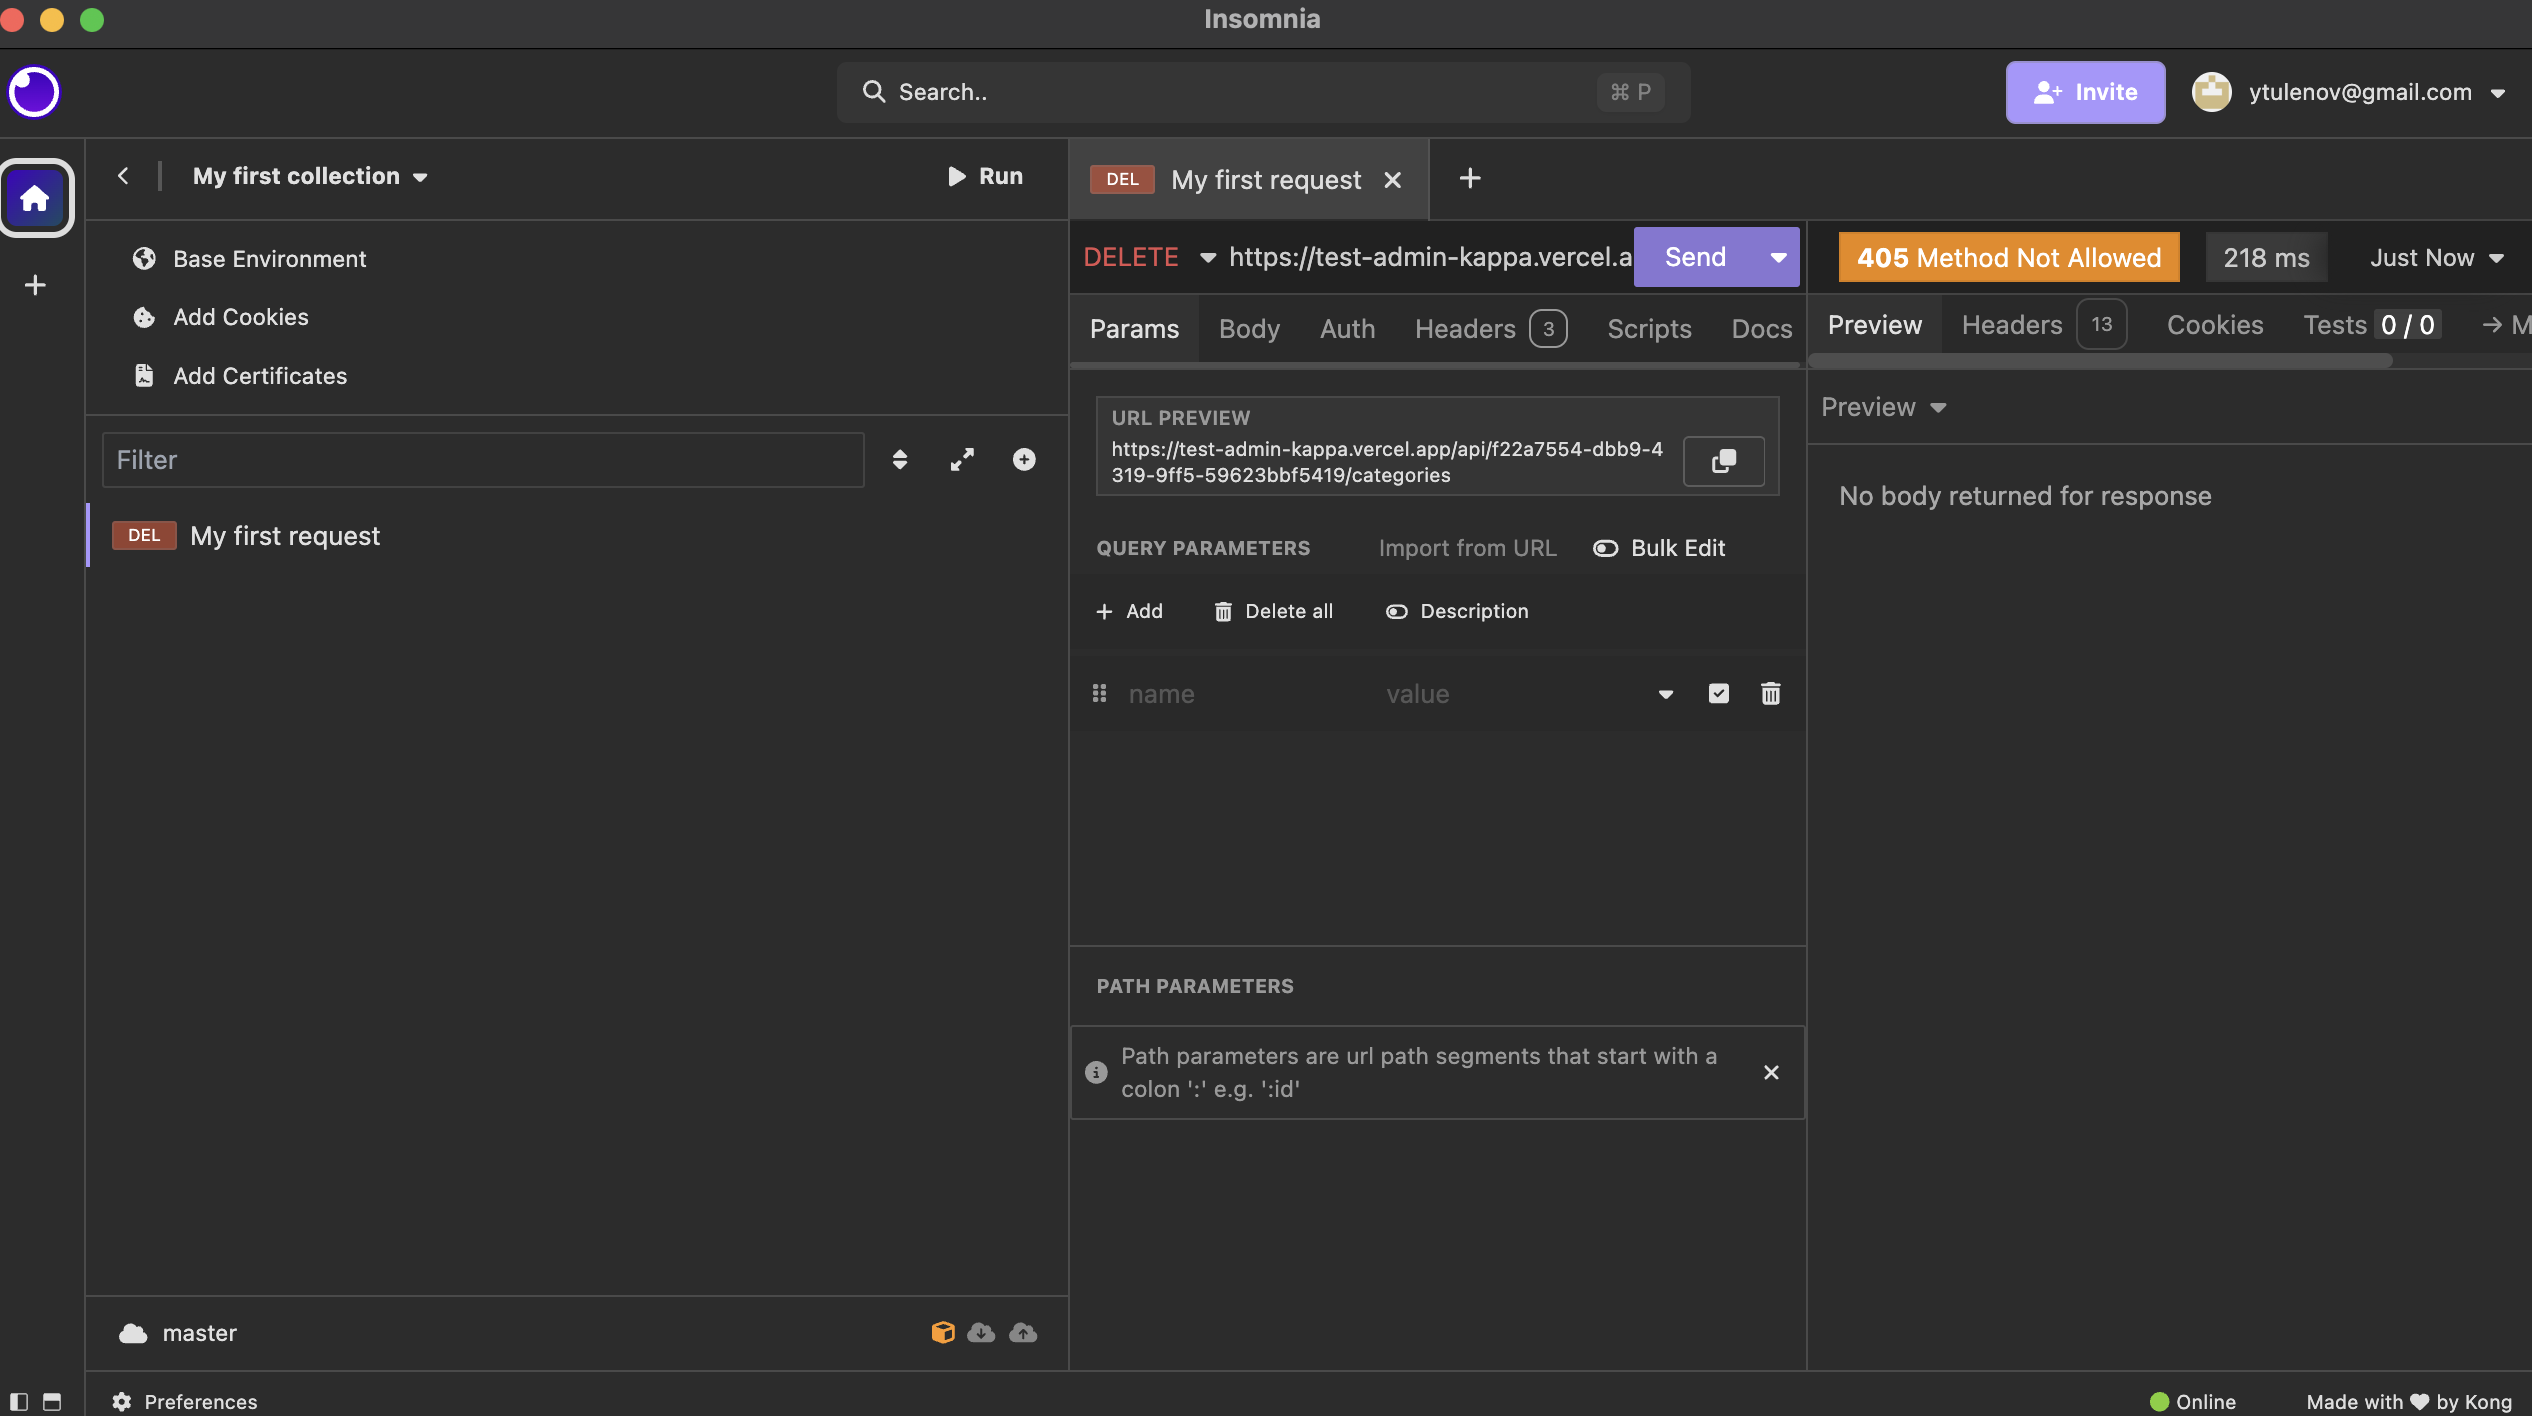 Insomnia
Search..
⌘ P
Invite
ytulenov@gmail.com
My first collection
Run
DEL My first request
Base Environment
Add Cookies
Add Certificates
Filter
DEL My first request
master
Preferences
DELETE https://test-admin-kappa.vercel.a
Send
Params Body Auth Headers 3 Scripts Docs
URL PREVIEW
https://test-admin-kappa.vercel.app/api/f22a7554-dbb9-4
319-9ff5-59623bbf5419/categories
QUERY PARAMETERS Import from URL Bulk Edit
Add Delete all Description
name value
PATH PARAMETERS
Path parameters are url path segments that start with a
colon ':' e.g. ':id'
405 Method Not Allowed 218 ms Just Now
Preview Headers 13 Cookies Tests 0 / 0 → M
Preview
No body returned for response
Online
Made with ♥ by Kong